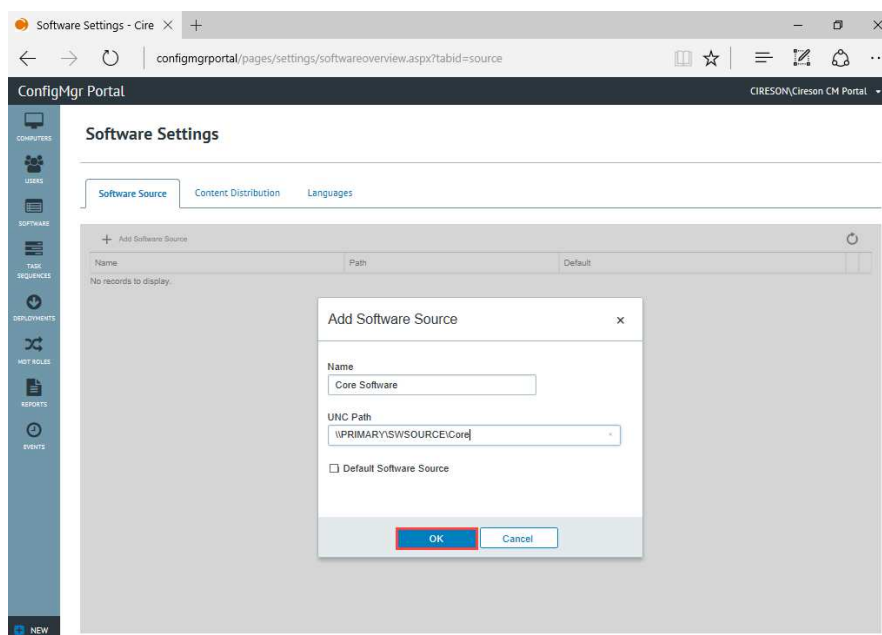 Software Settings - Cire
configmgrportal/pages/settings/softwareoverview.aspx?tabid=source
ConfigMgr Portal
CIRESON\Cireson CM Portal
COMPUTERS
USERS
SOFTWARE
TASK
SEQUENCES
DEPLOYMENTS
MDT ROLES
REPORTS
EVENTS
NEW
Software Settings
Software Source Content Distribution Languages
Add Software Source
Name Path Default
No records to display.
Add Software Source
Name
Core Software
UNC Path
\\PRIMARY\SWSOURCE\Core
Default Software Source
OK Cancel